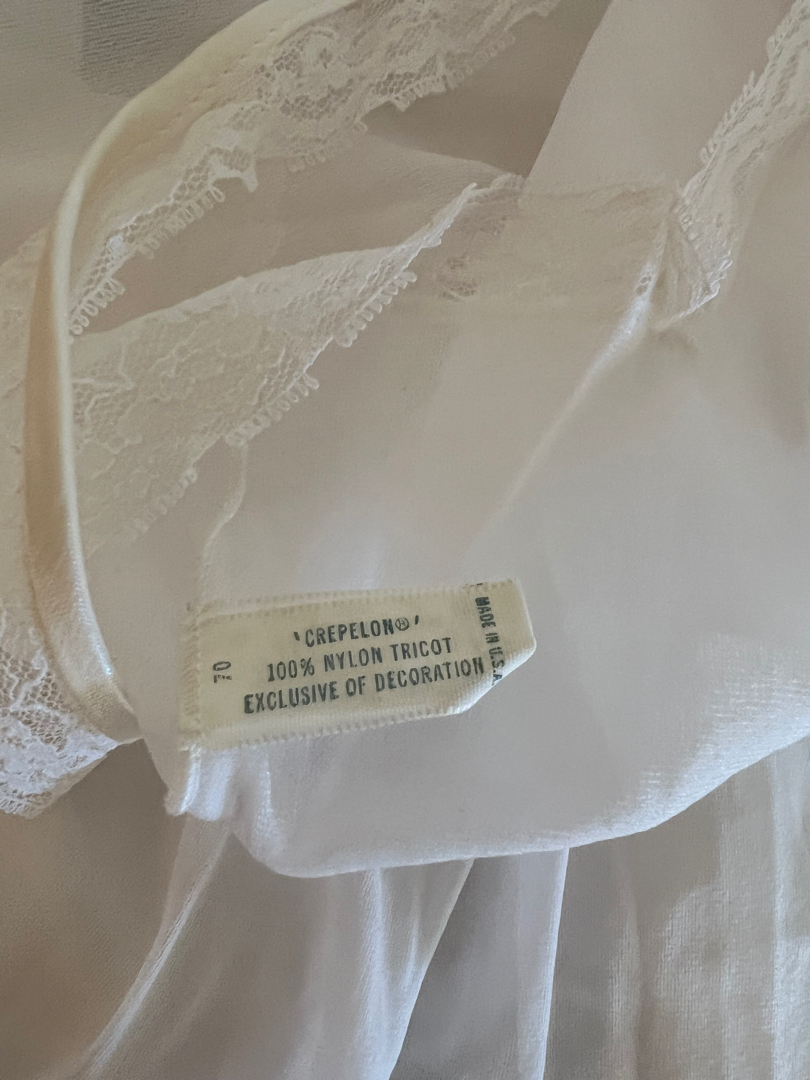 'CREPELON®'
100% NYLON TRICOT
EXCLUSIVE OF DECORATION
MADE IN U.S.A.